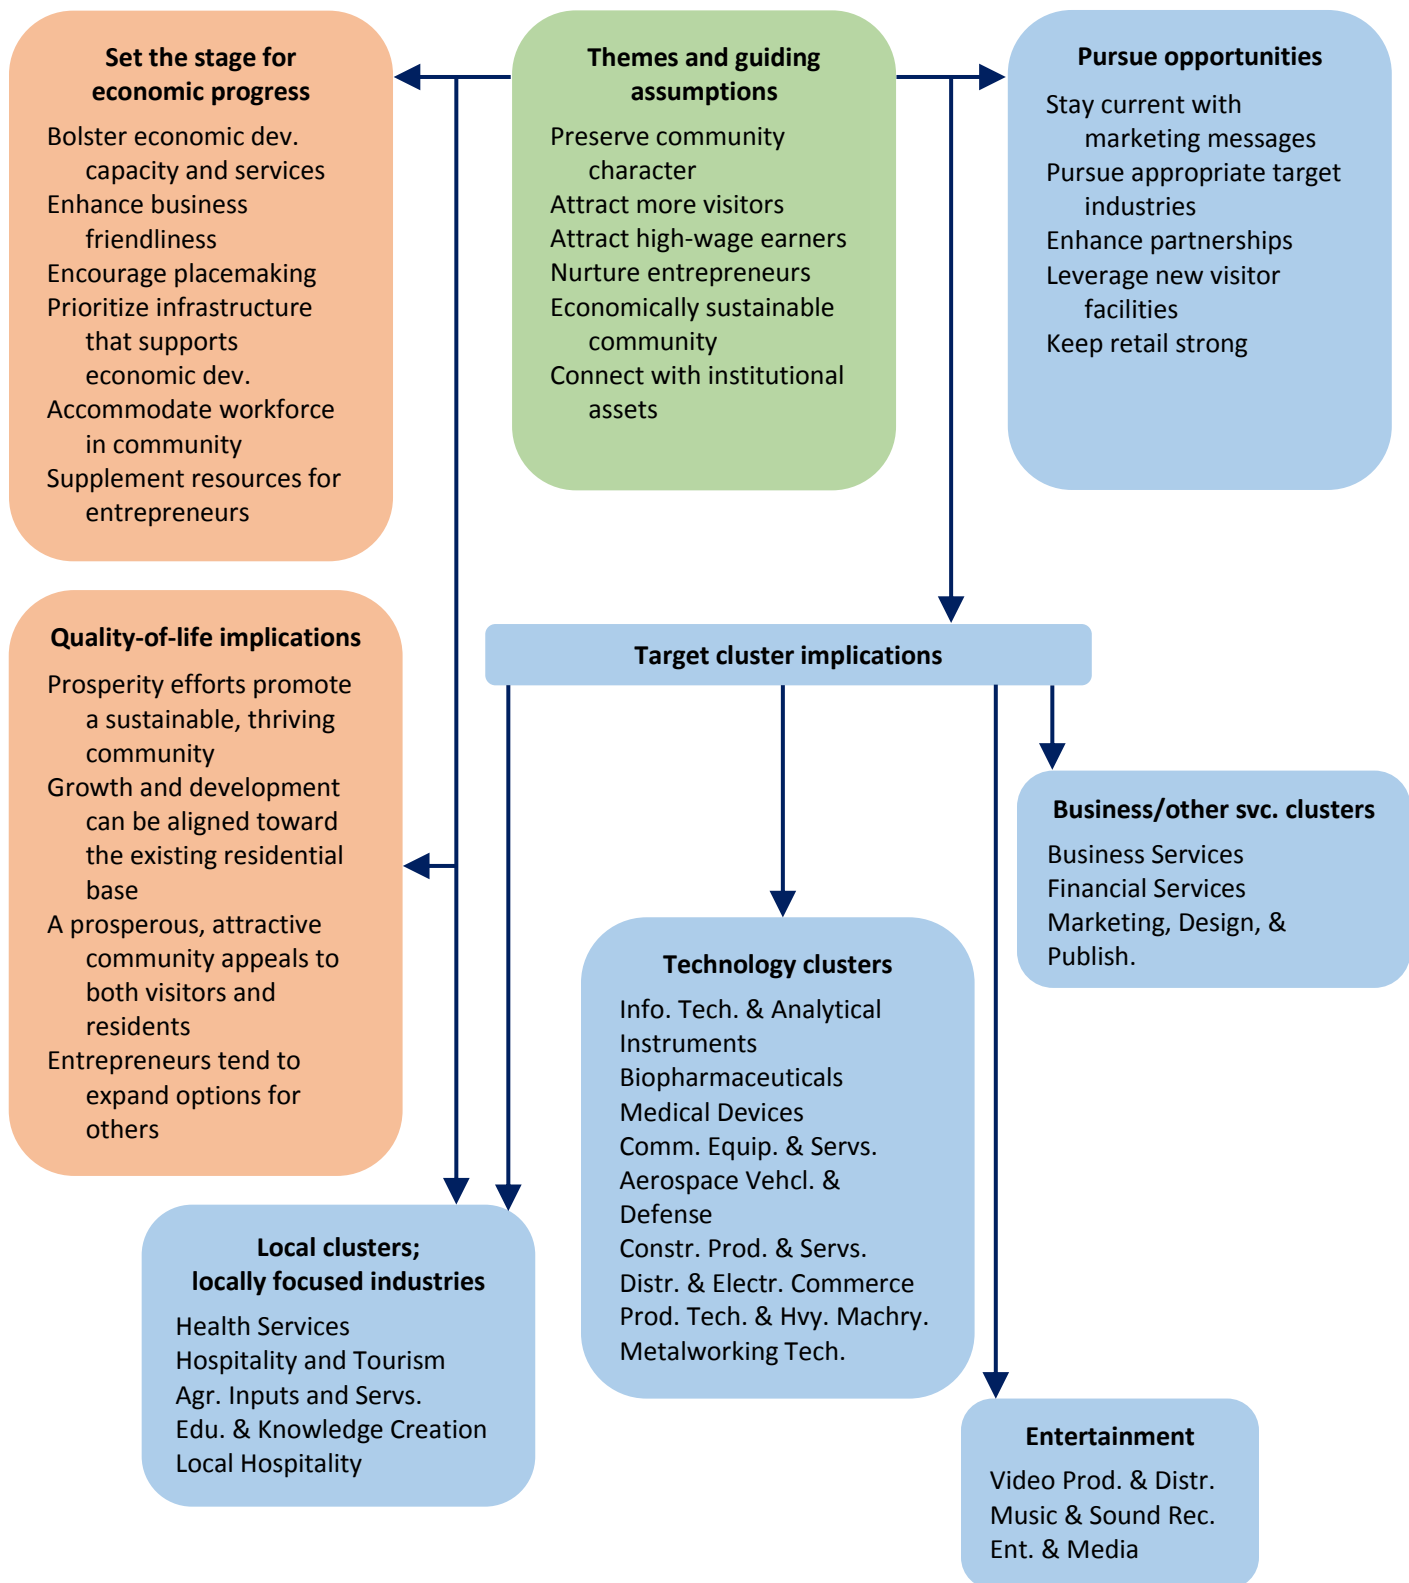 Set the stage for
economic progress
Bolster economic dev.
capacity and services
Enhance business
friendliness
Encourage placemaking
Prioritize infrastructure
that supports
economic dev.
Accommodate workforce
in community
Supplement resources for
entrepreneurs
Themes and guiding
assumptions
Preserve community
character
Attract more visitors
Attract high-wage earners
Nurture entrepreneurs
Economically sustainable
community
Connect with institutional
assets
Pursue opportunities
Stay current with
marketing messages
Pursue appropriate target
industries
Enhance partnerships
Leverage new visitor
facilities
Keep retail strong
Quality-of-life implications
Prosperity efforts promote
a sustainable, thriving
community
Growth and development
can be aligned toward
the existing residential
base
A prosperous, attractive
community appeals to
both visitors and
residents
Entrepreneurs tend to
expand options for
others
Target cluster implications
Business/other svc. clusters
Business Services
Financial Services
Marketing, Design, &
Publish.
Technology clusters
Info. Tech. & Analytical
Instruments
Biopharmaceuticals
Medical Devices
Comm. Equip. & Servs.
Aerospace Vehcl. &
Defense
Constr. Prod. & Servs.
Distr. & Electr. Commerce
Prod. Tech. & Hvy. Machry.
Metalworking Tech.
Local clusters;
locally focused industries
Health Services
Hospitality and Tourism
Agr. Inputs and Servs.
Edu. & Knowledge Creation
Local Hospitality
Entertainment
Video Prod. & Distr.
Music & Sound Rec.
Ent. & Media